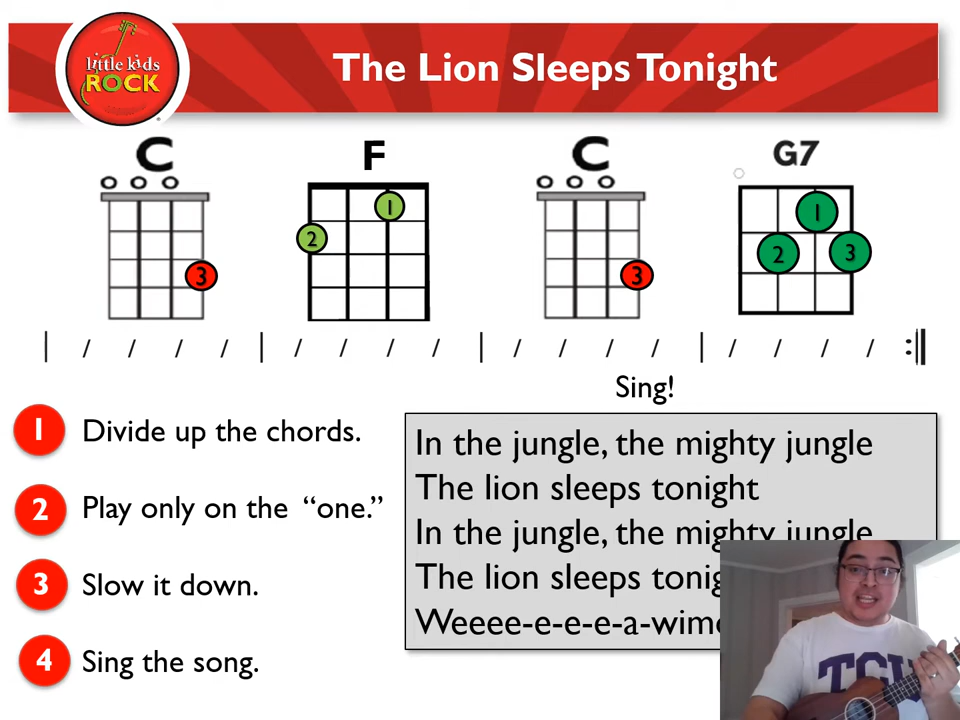 little kids
ROCK
The Lion Sleeps Tonight
C
F
C
G7
3
1
2
3
1
2
3
Sing!
1 Divide up the chords.
2 Play only on the “one.”
3 Slow it down.
4 Sing the song.
In the jungle, the mighty jungle
The lion sleeps tonight
In the jungle, the mighty jungle
The lion sleeps
Weeee-e-e-e-a-
TCU